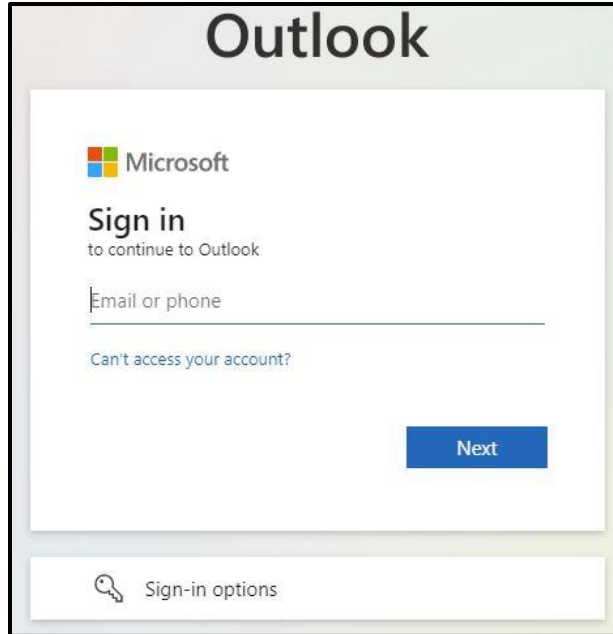 Outlook
Microsoft
Sign in
to continue to Outlook
Email or phone
Can't access your account?
Next
Sign-in options